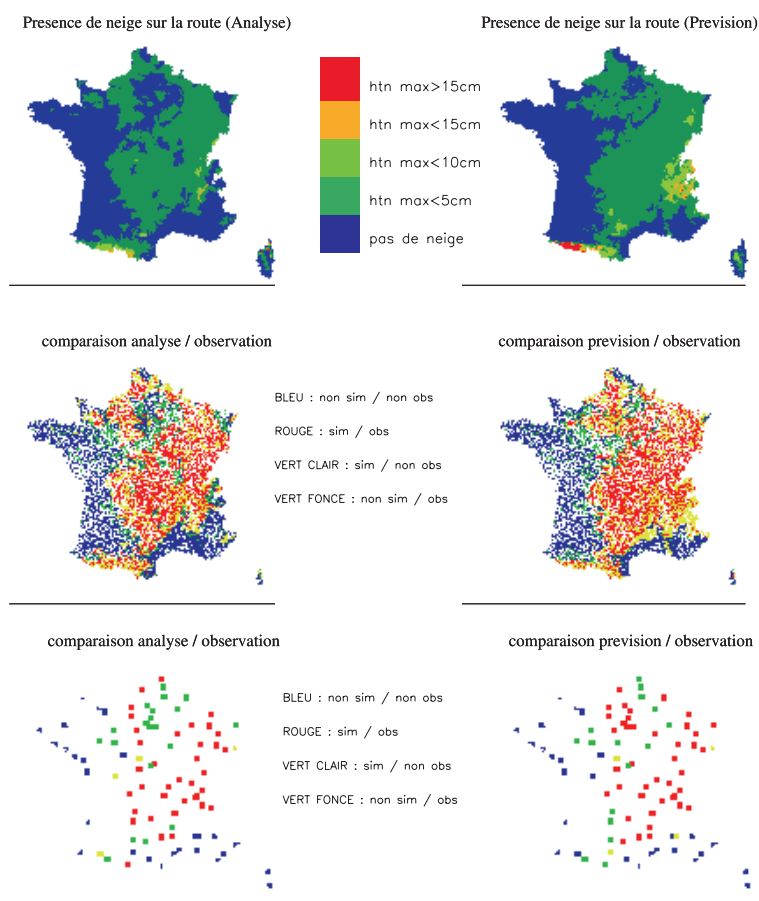 Presence de neige sur la route (Analyse)
Presence de neige sur la route (Prevision)
htn max>15cm
htn max<15cm
htn max<10cm
htn max<5cm
pas de neige
comparaison analyse / observation
comparaison prevision / observation
BLEU : non sim / non obs
ROUGE : sim / obs
VERT CLAIR : sim / non obs
VERT FONCE : non sim / obs
comparaison analyse / observation
comparaison prevision / observation
BLEU : non sim / non obs
ROUGE : sim / obs
VERT CLAIR : sim / non obs
VERT FONCE : non sim / obs